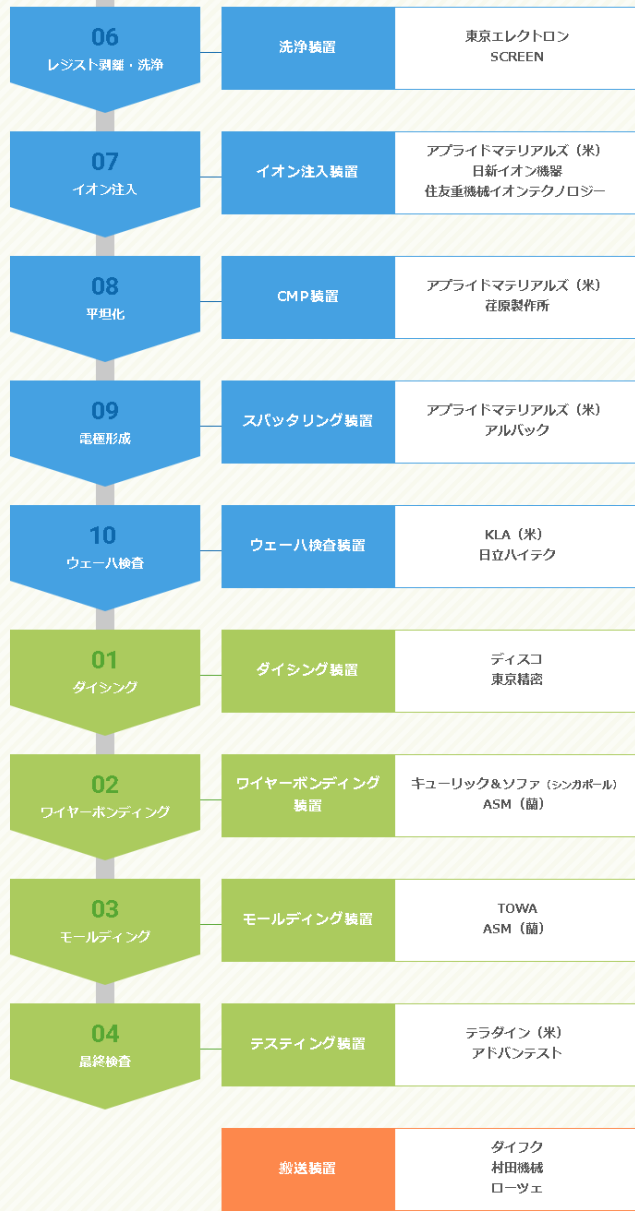 06
レジスト剥離・洗浄
洗浄装置
東京エレクトロン
SCREEN
07
イオン注入
イオン注入装置
アプライドマテリアルズ（米）
日新イオン機器
住友重機械イオンテクノロジー
08
平坦化
CMP装置
アプライドマテリアルズ（米）
荏原製作所
09
電極形成
スパッタリング装置
アプライドマテリアルズ（米）
アルバック
10
ウェーハ検査
ウェーハ検査装置
KLA（米）
日立ハイテク
01
ダイシング
ダイシング装置
ディスコ
東京精密
02
ワイヤーボンディング
ワイヤーボンディング
装置
キューリック&ソファ（シンガポール）
ASM（蘭）
03
モールディング
モールディング装置
TOWA
ASM（蘭）
04
最終検査
テスティング装置
テラダイン（米）
アドバンテスト
搬送装置
ダイフク
村田機械
ローツェ